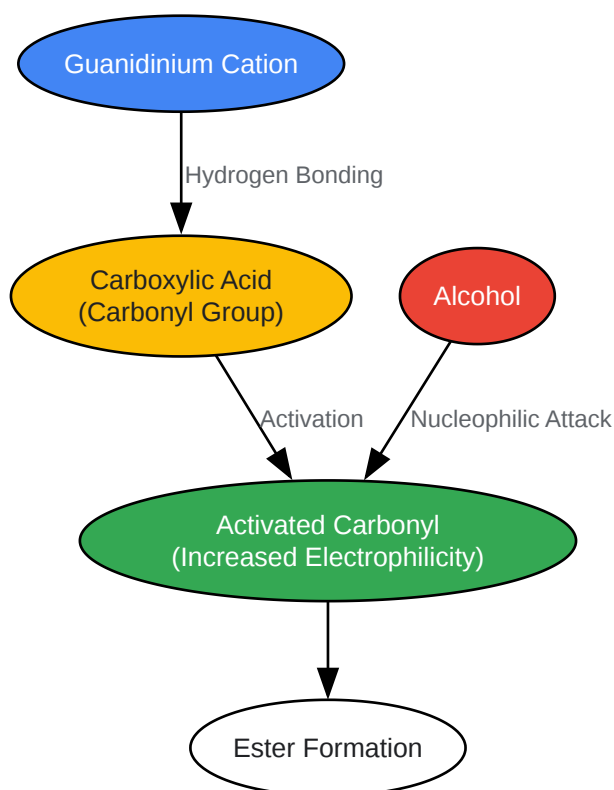 Guanidinium Cation
Hydrogen Bonding
Carboxylic Acid
(Carbonyl Group)
Alcohol
Activation
Nucleophilic Attack
Activated Carbonyl
(Increased Electrophilicity)
Ester Formation